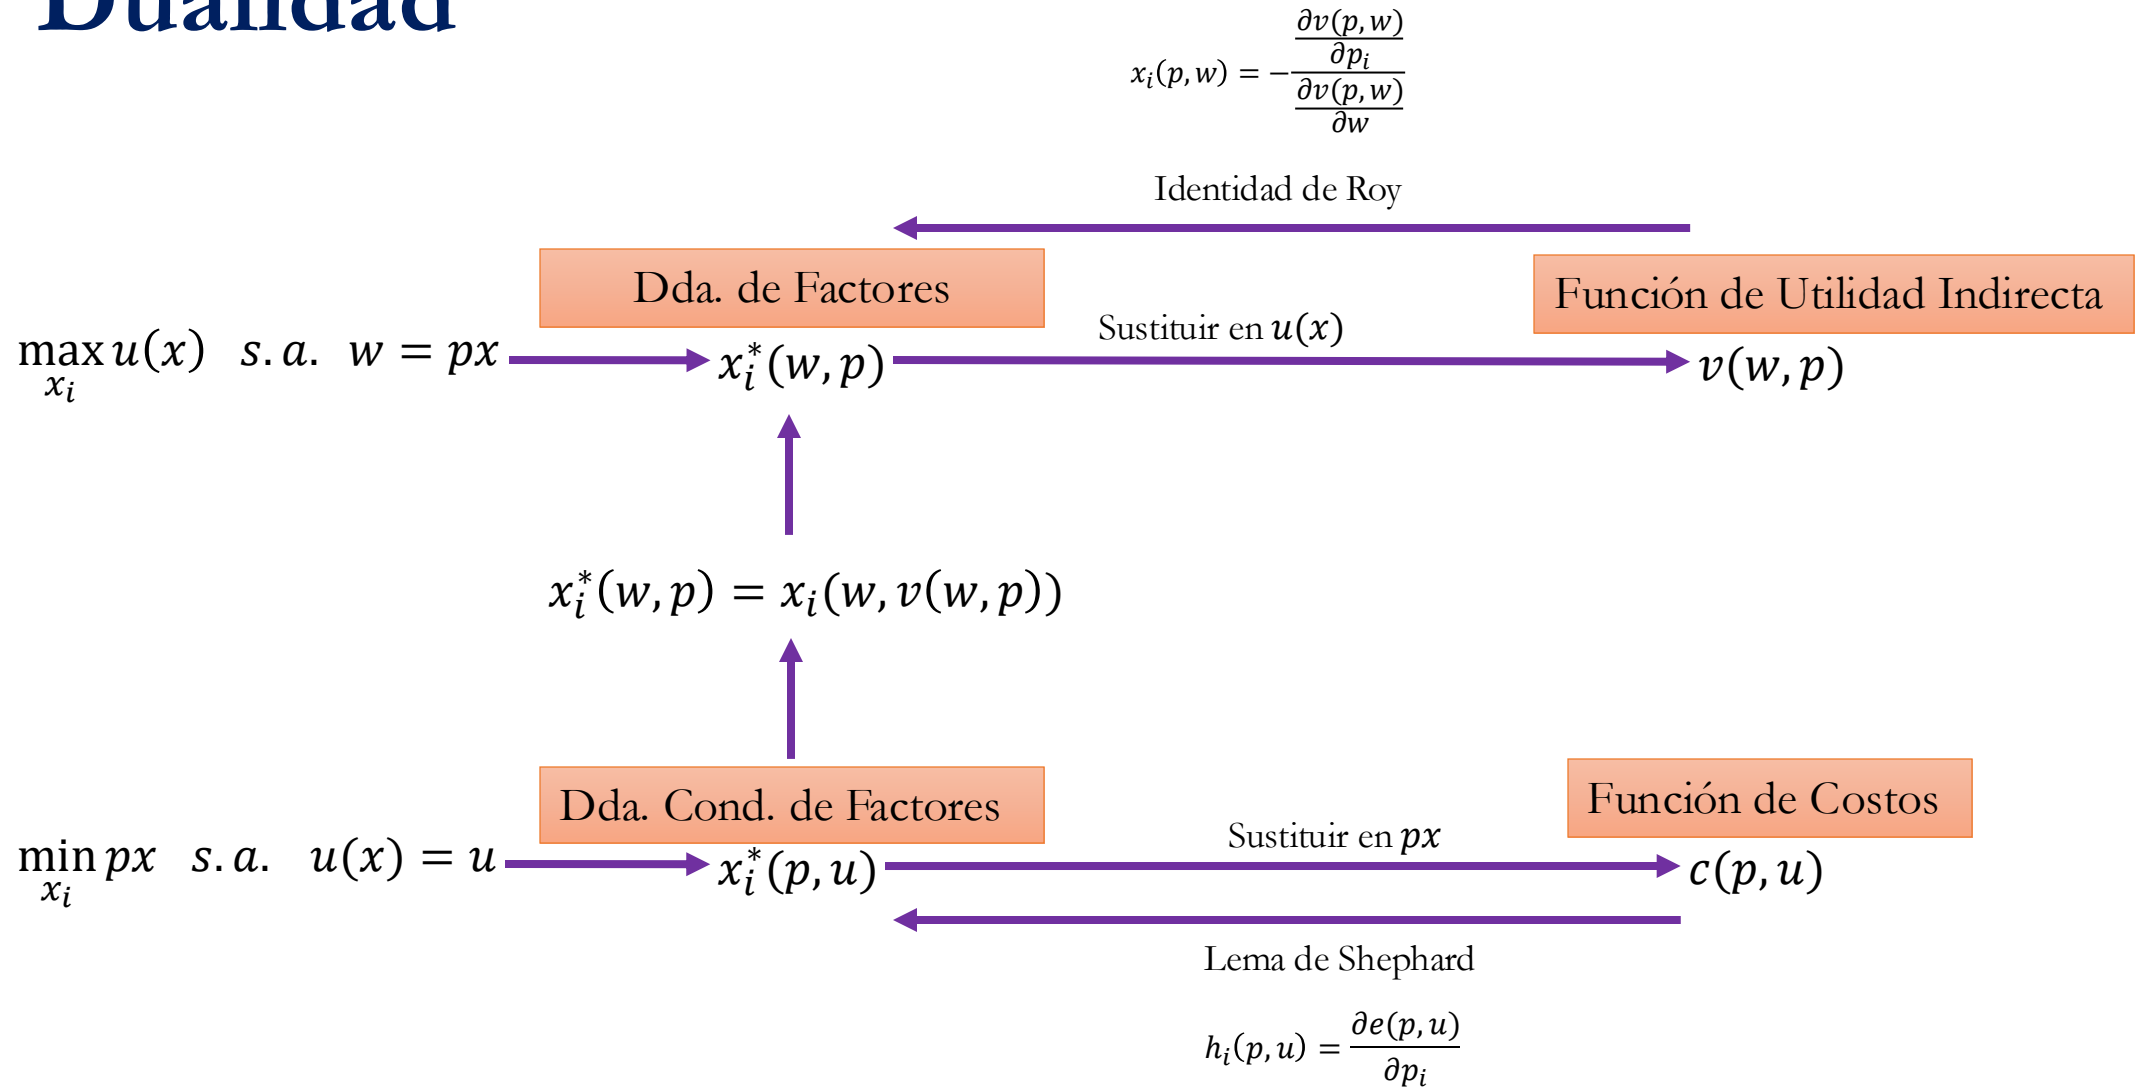 Dualidad
x_i(p, w) = −(∂v(p, w)/∂p_i)/(∂v(p, w)/∂w)
Identidad de Roy
Dda. de Factores
Función de Utilidad Indirecta
Sustituir en u(x)
max_{x_i} u(x) s.a. w = px
x_i^*(w, p)
v(w, p)
x_i^*(w, p) = x_i(w, v(w, p))
Dda. Cond. de Factores
Función de Costos
Sustituir en px
min_{x_i} px s.a. u(x) = u
x_i^*(p, u)
c(p, u)
Lema de Shephard
h_i(p, u) = ∂e(p, u)/∂p_i